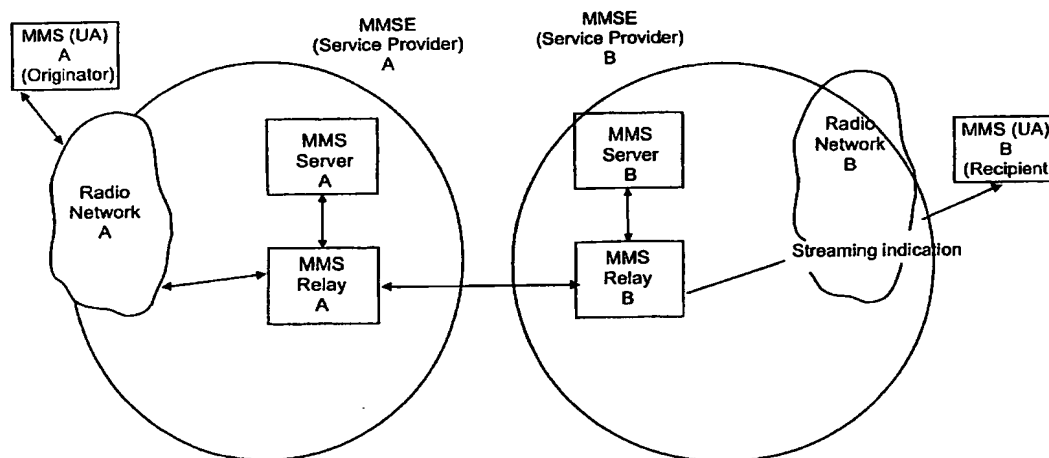 MMS (UA)
A
(Originator)
MMSE
(Service Provider)
A
MMSE
(Service Provider)
B
MMS
Server
A
MMS
Server
B
Radio
Network
B
MMS (UA)
B
(Recipient
Radio
Network
A
MMS
Relay
A
MMS
Relay
B
Streaming indication